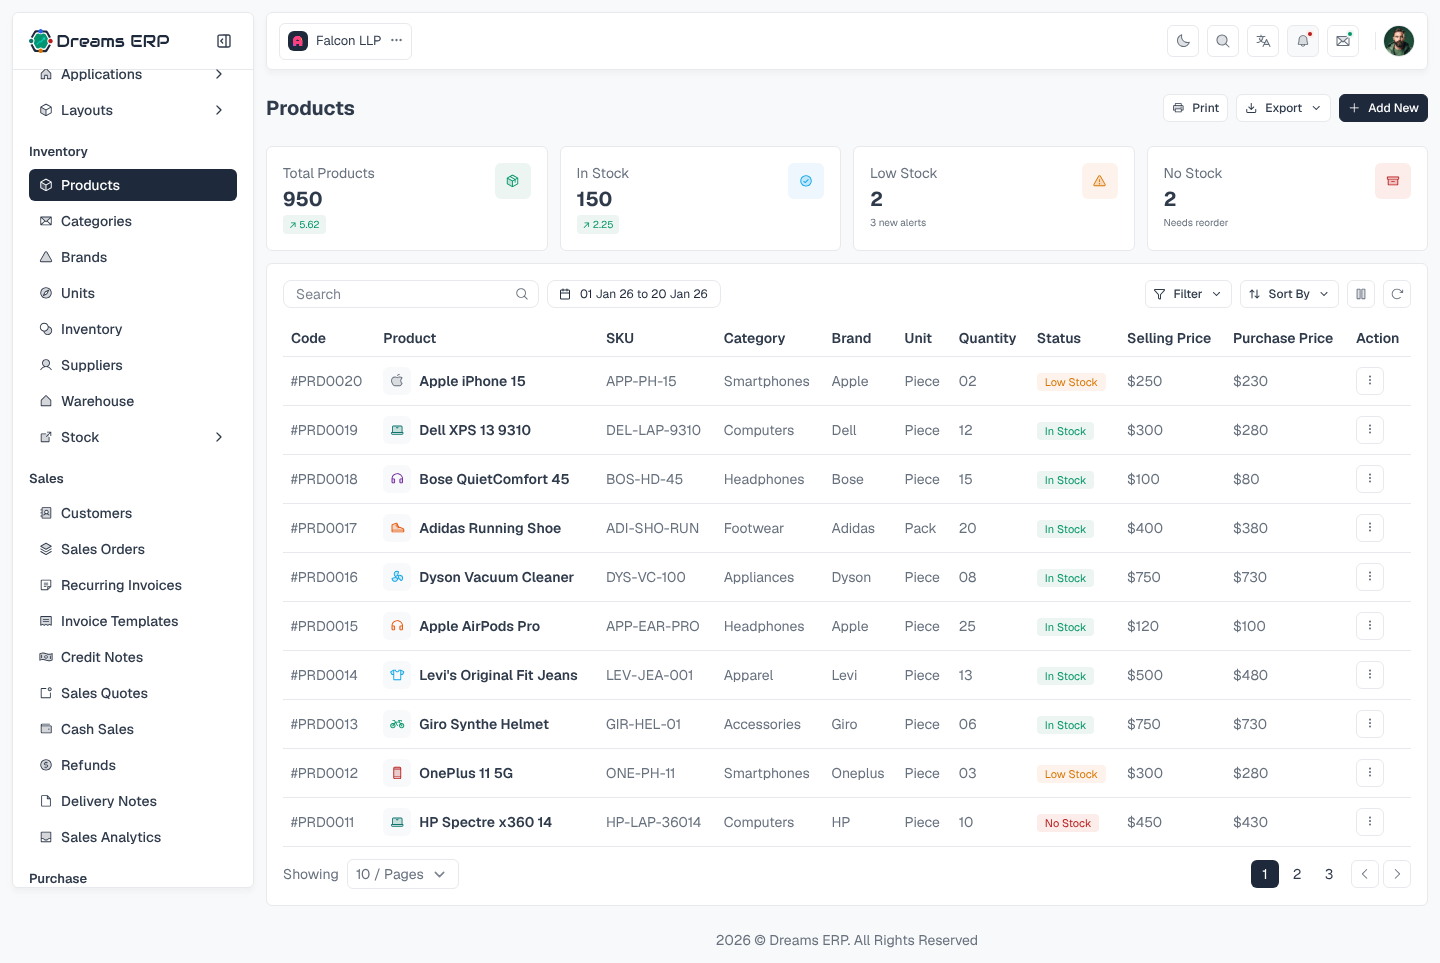 Dreams ERP
Applications
Layouts
Inventory
Products
Categories
Brands
Units
Inventory
Suppliers
Warehouse
Stock
Sales
Customers
Sales Orders
Recurring Invoices
Invoice Templates
Credit Notes
Sales Quotes
Cash Sales
Refunds
Delivery Notes
Sales Analytics
Purchase
Falcon LLP
Products
Print
Export
Add New
Total Products
950
5.62
In Stock
150
2.25
Low Stock
2
3 new alerts
No Stock
2
Needs reorder
Search
01 Jan 26 to 20 Jan 26
Filter
Sort By
Code Product SKU Category Brand Unit Quantity Status Selling Price Purchase Price Action
#PRD0020 Apple iPhone 15 APP-PH-15 Smartphones Apple Piece 02 Low Stock $250 $230
#PRD0019 Dell XPS 13 9310 DEL-LAP-9310 Computers Dell Piece 12 In Stock $300 $280
#PRD0018 Bose QuietComfort 45 BOS-HD-45 Headphones Bose Piece 15 In Stock $100 $80
#PRD0017 Adidas Running Shoe ADI-SHO-RUN Footwear Adidas Pack 20 In Stock $400 $380
#PRD0016 Dyson Vacuum Cleaner DYS-VC-100 Appliances Dyson Piece 08 In Stock $750 $730
#PRD0015 Apple AirPods Pro APP-EAR-PRO Headphones Apple Piece 25 In Stock $120 $100
#PRD0014 Levi's Original Fit Jeans LEV-JEA-001 Apparel Levi Piece 13 In Stock $500 $480
#PRD0013 Giro Synthe Helmet GIR-HEL-01 Accessories Giro Piece 06 In Stock $750 $730
#PRD0012 OnePlus 11 5G ONE-PH-11 Smartphones Oneplus Piece 03 Low Stock $300 $280
#PRD0011 HP Spectre x360 14 HP-LAP-36014 Computers HP Piece 10 No Stock $450 $430
Showing 10 / Pages
1 2 3
2026 © Dreams ERP. All Rights Reserved